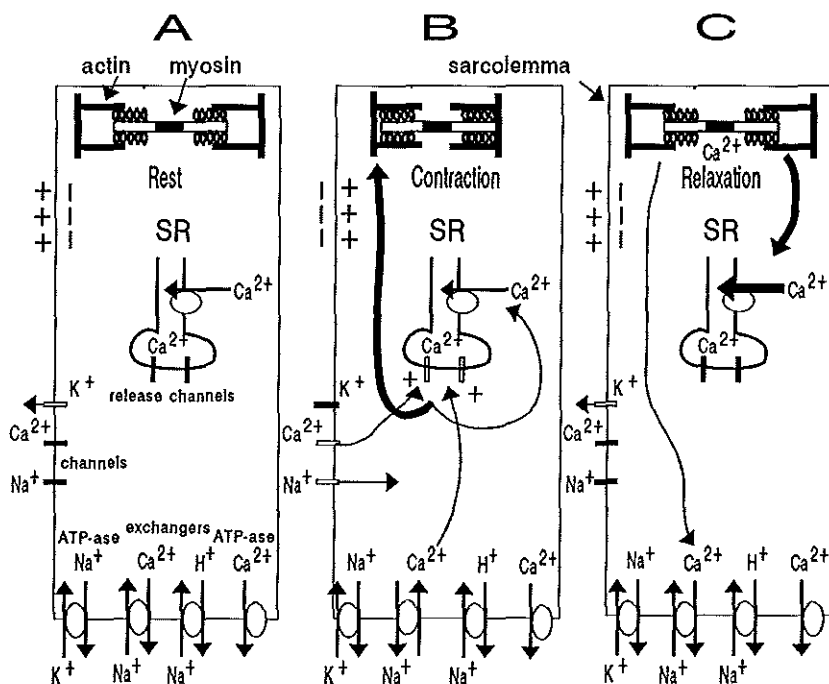 A
actin
myosin
Rest
+ –
+ –
+ –
SR
Ca2+
Ca2+
release channels
K+
Ca2+
channels
Na+
exchangers
ATP-ase
ATP-ase
Na+
Ca2+
H+
Ca2+
K+
Na+
Na+
B
Contraction
– +
– +
– +
SR
Ca2+
Ca2+
+
+
K+
Ca2+
Na+
Na+
Ca2+
H+
Ca2+
K+
Na+
Na+
C
sarcolemma
Ca2+
Relaxation
+ –
+ –
+ –
SR
Ca2+
K+
Ca2+
Na+
Na+
Ca2+
H+
Ca2+
K+
Na+
Na+